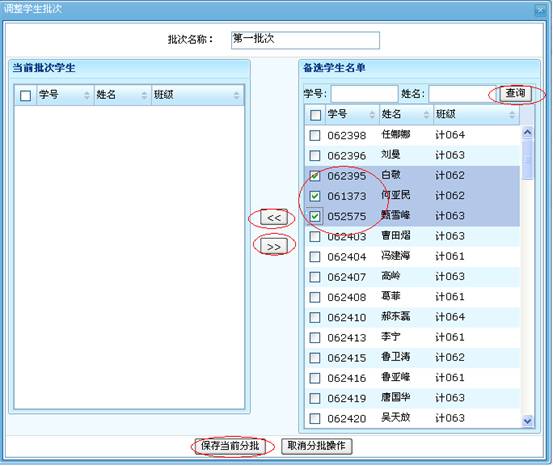 调整学生批次
批次名称： 第一批次
当前批次学生
学号 姓名 班级
<<
>>
备选学生名单
学号: 姓名: 查询
学号 姓名 班级
062398 任娜娜 计064
062396 刘曼 计063
062395 白敬 计062
061373 何亚民 计062
052575 甄雪峰 计063
062403 曹田熠 计063
062404 冯建海 计061
062407 高岭 计063
062408 葛菲 计061
062410 郝东磊 计064
062413 李宁 计061
062415 鲁卫涛 计062
062416 鲁亚峰 计061
062419 唐国华 计063
062420 吴天放 计063
保存当前分批 取消分批操作